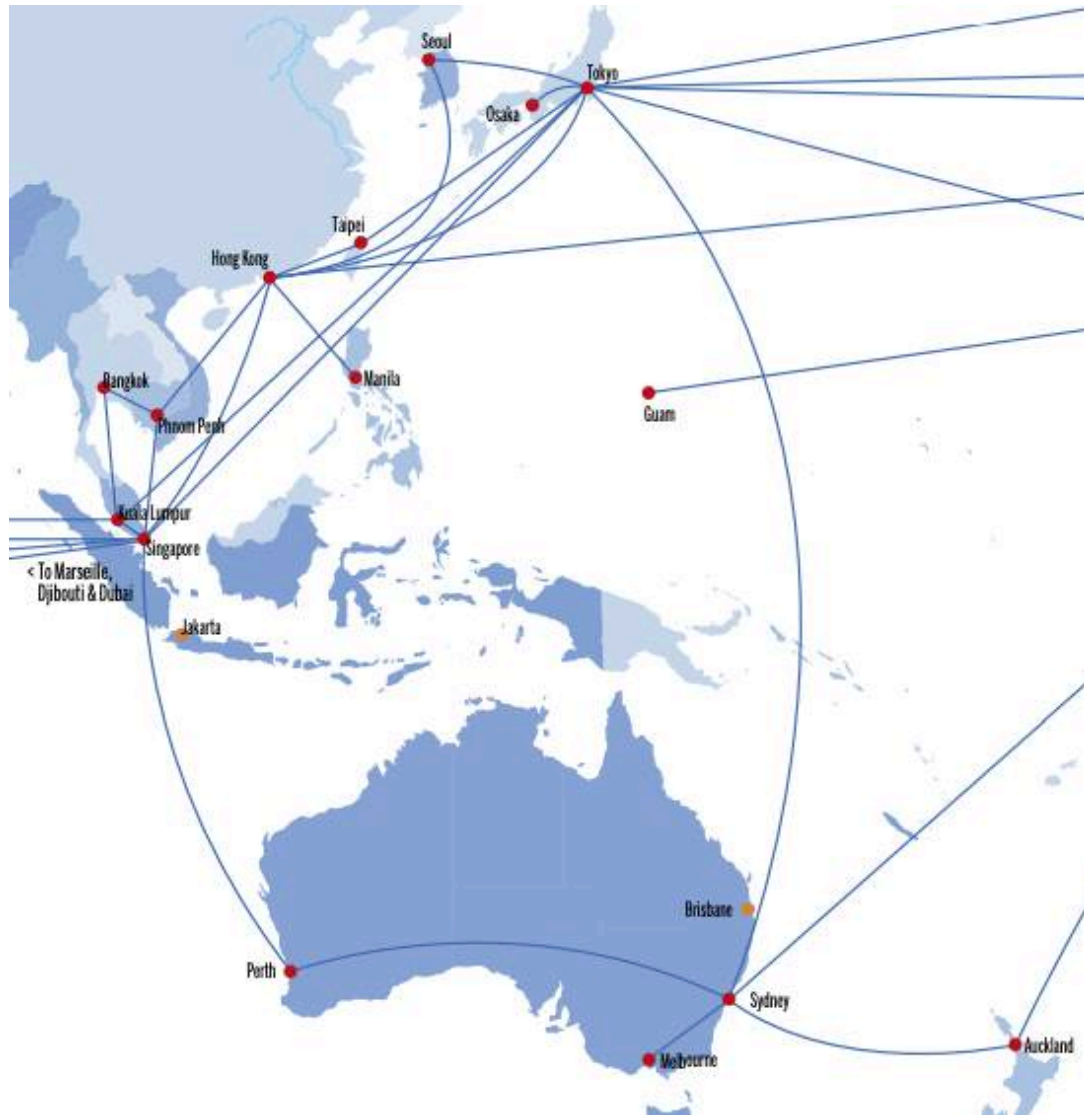 Seoul
Tokyo
Osaka
Taipei
Hong Kong
Bangkok
Manila
Guam
Phnom Penh
Kuala Lumpur
Singapore
< To Marseille,
Djibouti & Dubai
Jakarta
Brisbane
Perth
Sydney
Auckland
Melbourne